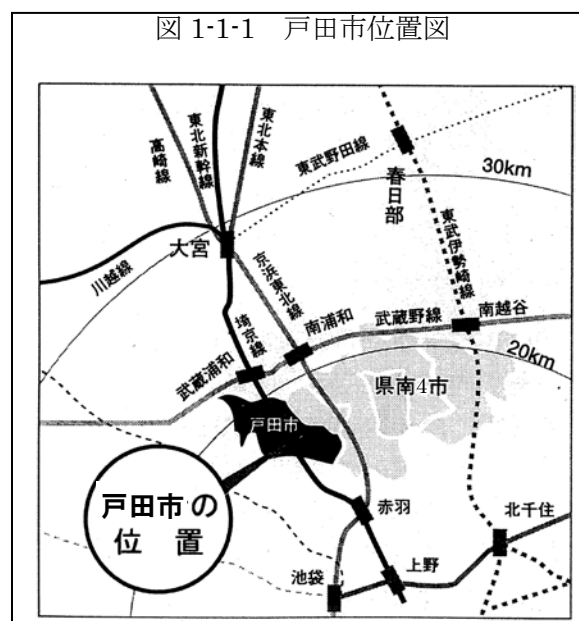 図 1-1-1 戸田市位置図
高崎線
東北新幹線
東北本線
東武野田線
春日部
30km
東武伊勢崎線
大宮
川越線
京浜東北線
埼京線
南浦和
武蔵野線
南越谷
武蔵浦和
20km
県南4市
戸田市
戸田市の
位置
赤羽
北千住
池袋
上野